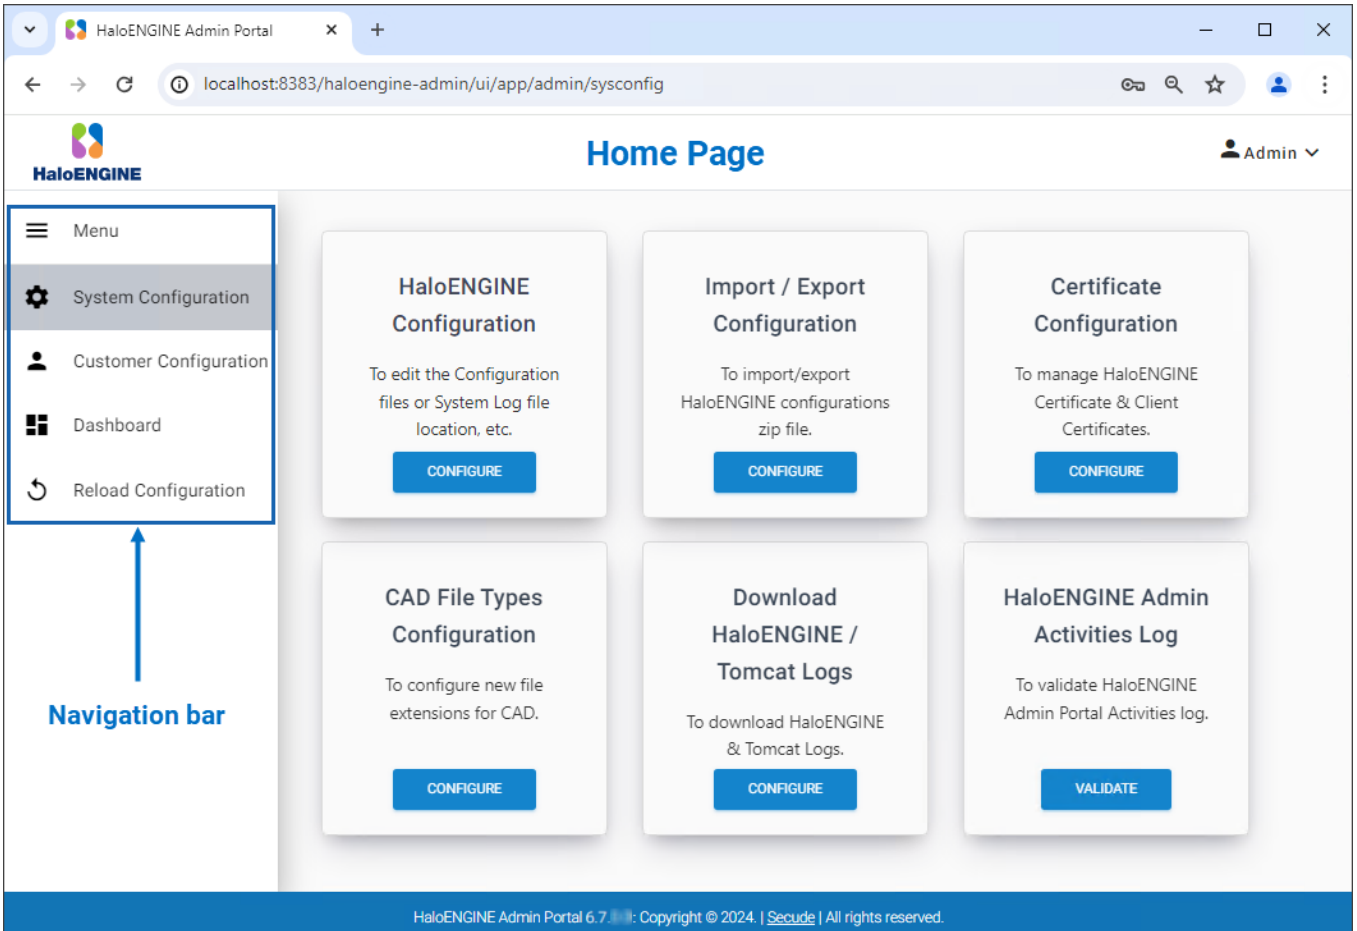 HaloENGINE Admin Portal
localhost:8383/haloengine-admin/ui/app/admin/sysconfig
HaloENGINE
Home Page
Admin
Menu
System Configuration
Customer Configuration
Dashboard
Reload Configuration
Navigation bar
HaloENGINE
Configuration
To edit the Configuration
files or System Log file
location, etc.
CONFIGURE
Import / Export
Configuration
To import/export
HaloENGINE configurations
zip file.
CONFIGURE
Certificate
Configuration
To manage HaloENGINE
Certificate & Client
Certificates.
CONFIGURE
CAD File Types
Configuration
To configure new file
extensions for CAD.
CONFIGURE
Download
HaloENGINE /
Tomcat Logs
To download HaloENGINE
& Tomcat Logs.
CONFIGURE
HaloENGINE Admin
Activities Log
To validate HaloENGINE
Admin Portal Activities log.
VALIDATE
HaloENGINE Admin Portal 6.7. : Copyright © 2024. | Secude | All rights reserved.